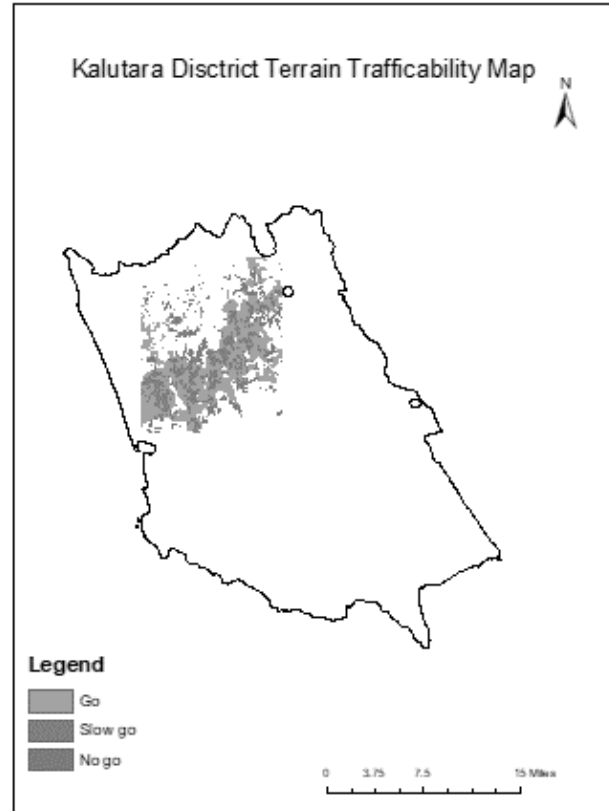 Kalutara Disctrict Terrain Trafficability Map
N
Legend
Go
Slow go
No go
0 3.75 7.5 15 Miles